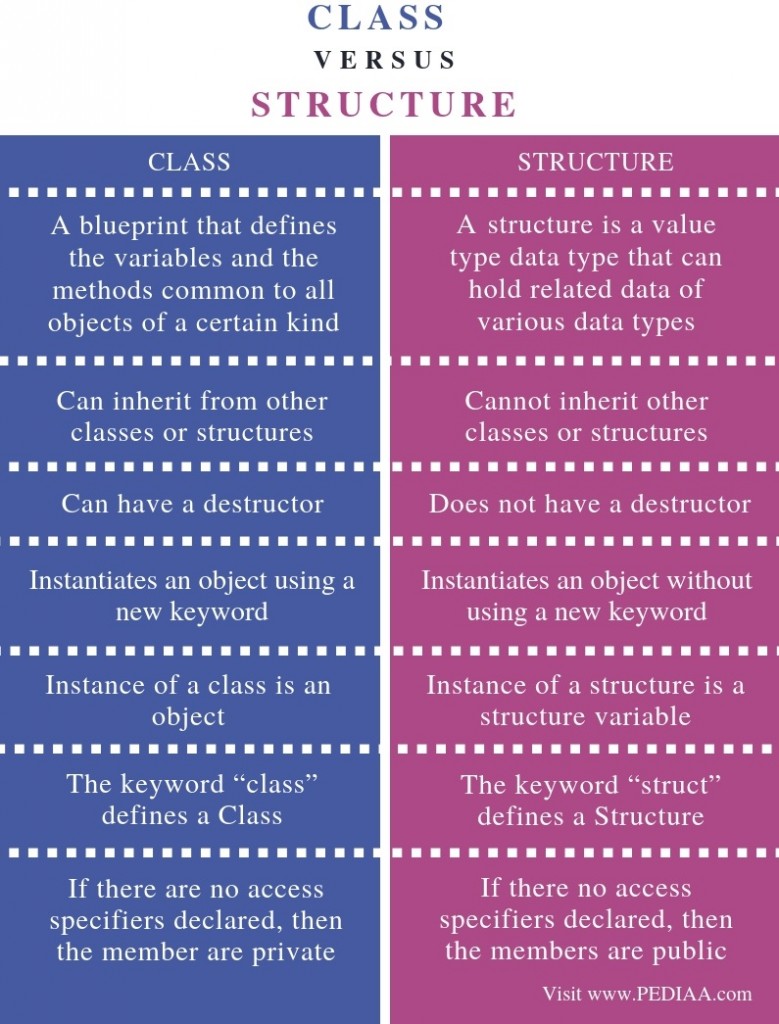 CLASS
VERSUS
STRUCTURE
CLASS
A blueprint that defines
the variables and the
methods common to all
objects of a certain kind
Can inherit from other
classes or structures
Can have a destructor
Instantiates an object using a
new keyword
Instance of a class is an
object
The keyword “class”
defines a Class
If there are no access
specifiers declared, then
the member are private
STRUCTURE
A structure is a value
type data type that can
hold related data of
various data types
Cannot inherit other
classes or structures
Does not have a destructor
Instantiates an object without
using a new keyword
Instance of a structure is a
structure variable
The keyword “struct”
defines a Structure
If there no access
specifiers declared, then
the members are public
Visit www.PEDIAA.com